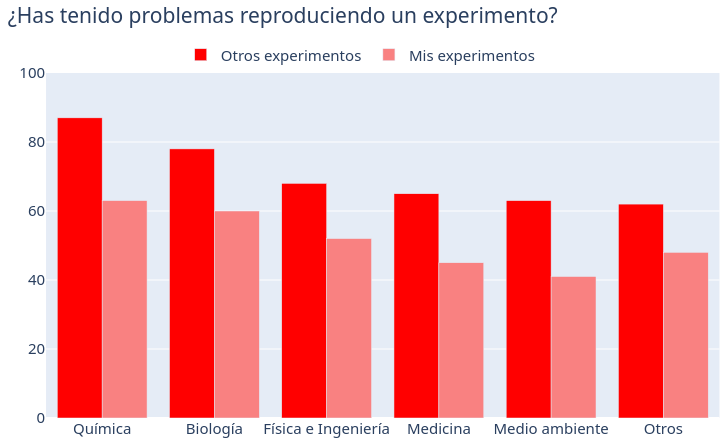 ¿Has tenido problemas reproduciendo un experimento?
Otros experimentos Mis experimentos
100
80
60
40
20
0
Química Biología Física e Ingeniería Medicina Medio ambiente Otros